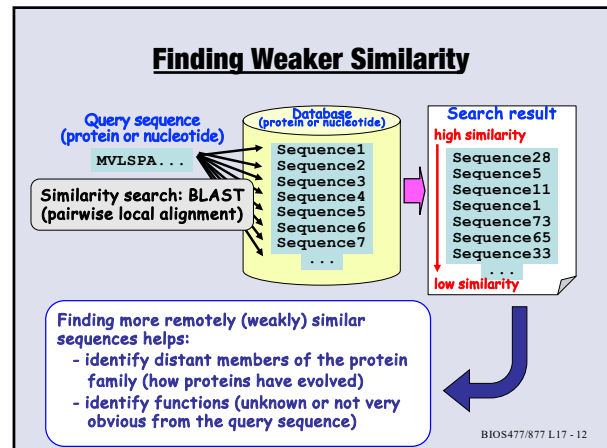 Finding Weaker Similarity
Query sequence
(protein or nucleotide)
MVLSPA...
Similarity search: BLAST
(pairwise local alignment)
Database
(protein or nucleotide)
Sequence1
Sequence2
Sequence3
Sequence4
Sequence5
Sequence6
Sequence7
...
Search result
high similarity
Sequence28
Sequence5
Sequence11
Sequence1
Sequence73
Sequence65
Sequence33
...
low similarity
Finding more remotely (weakly) similar
sequences helps:
- identify distant members of the protein
family (how proteins have evolved)
- identify functions (unknown or not very
obvious from the query sequence)
BIOS477/877 L17 - 12